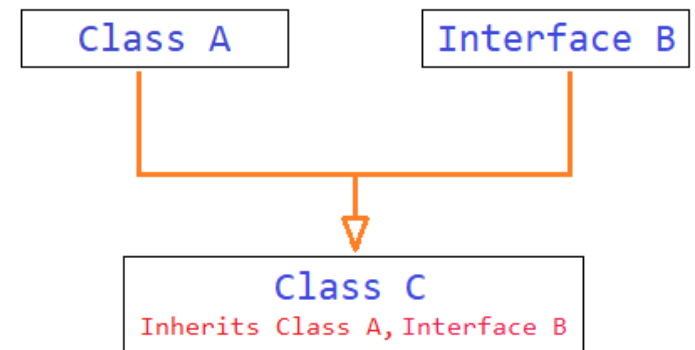 Class A
Interface B
Class C
Inherits Class A, Interface B